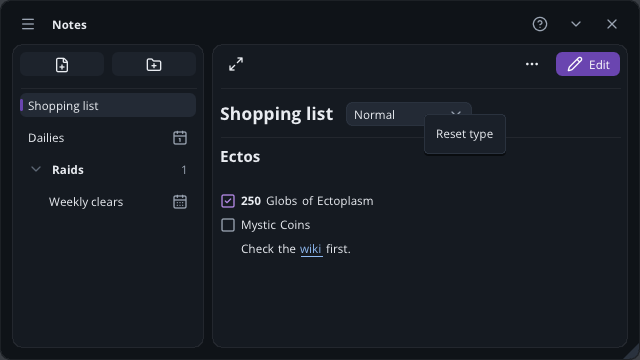 Notes
Edit
Shopping list
Dailies
Raids 1
Weekly clears
Shopping list Normal
Reset type
Ectos
250 Globs of Ectoplasm
Mystic Coins
Check the wiki first.